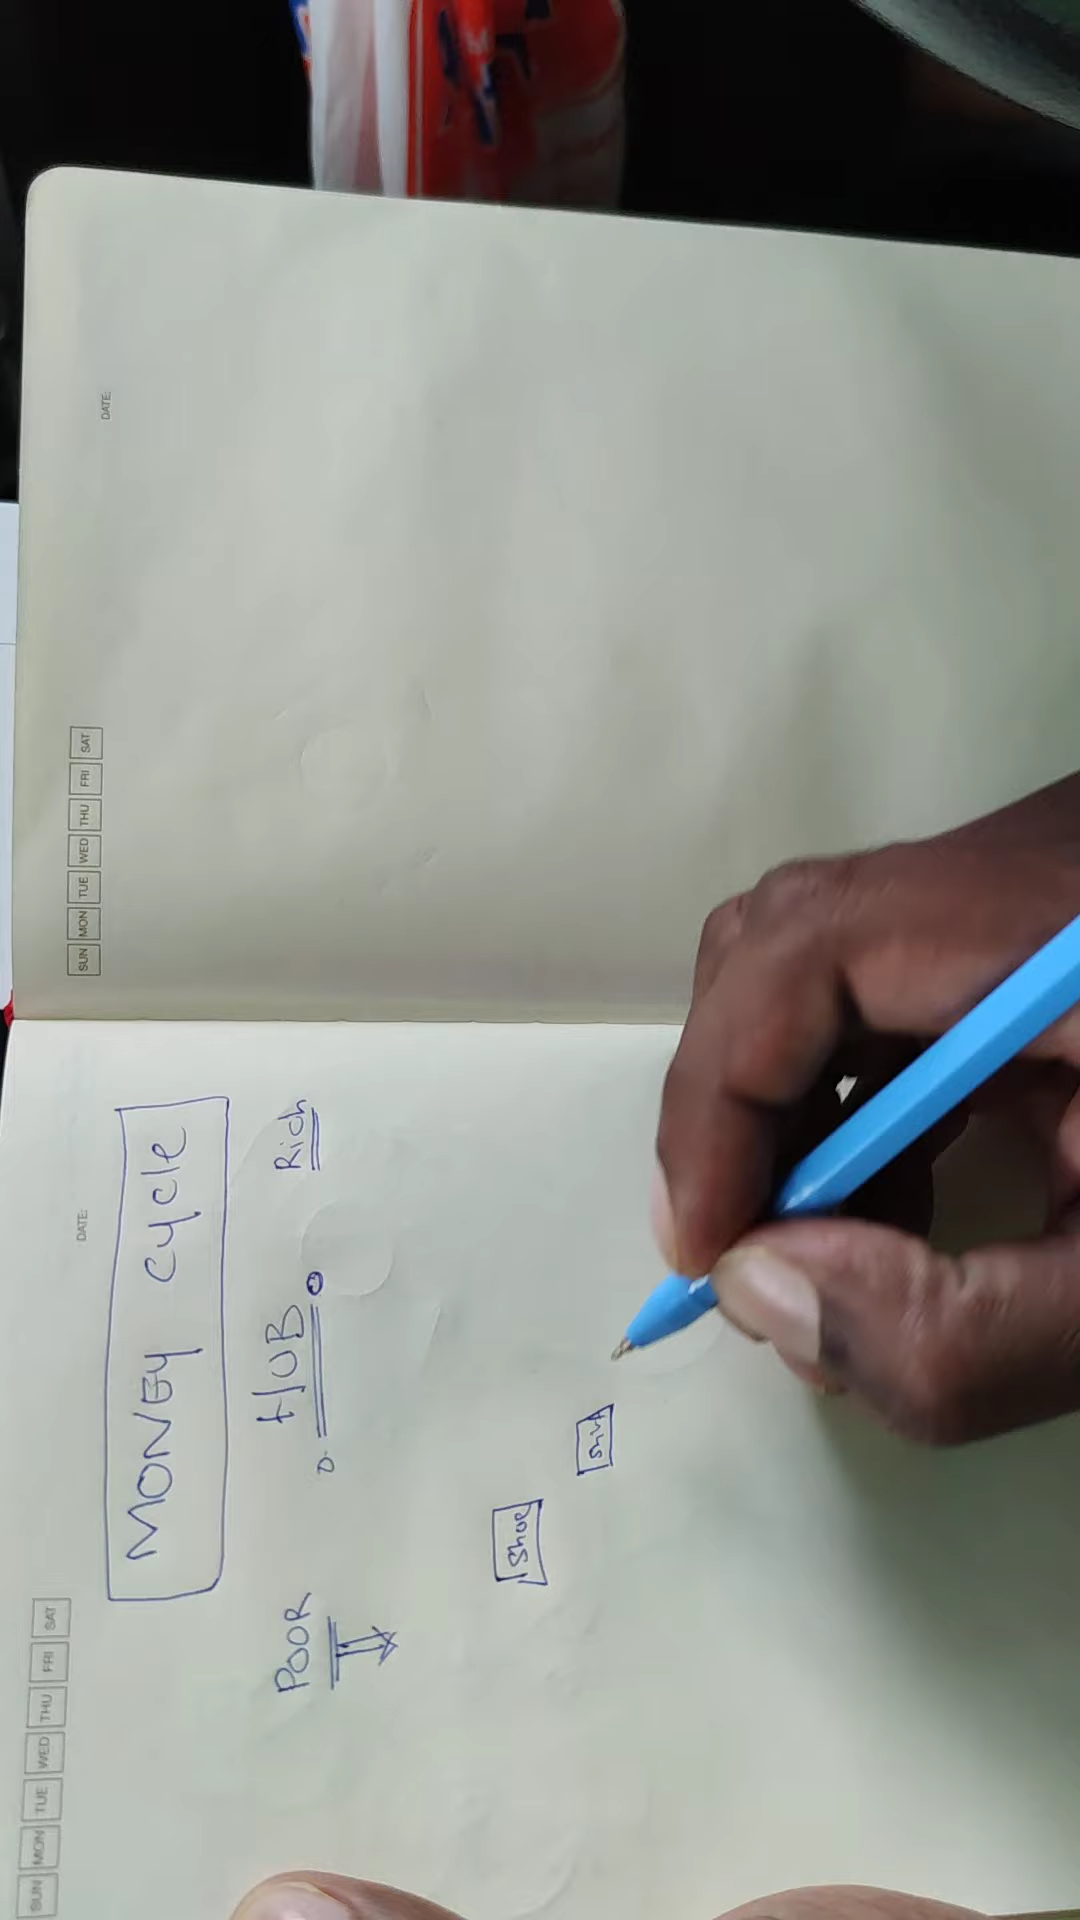 SUN MON TUE WED THU FRI SAT
DATE:
MONEY CYCLE
POOR
HUB
Rich
Shoe
SUN MON TUE WED THU FRI SAT
DATE: